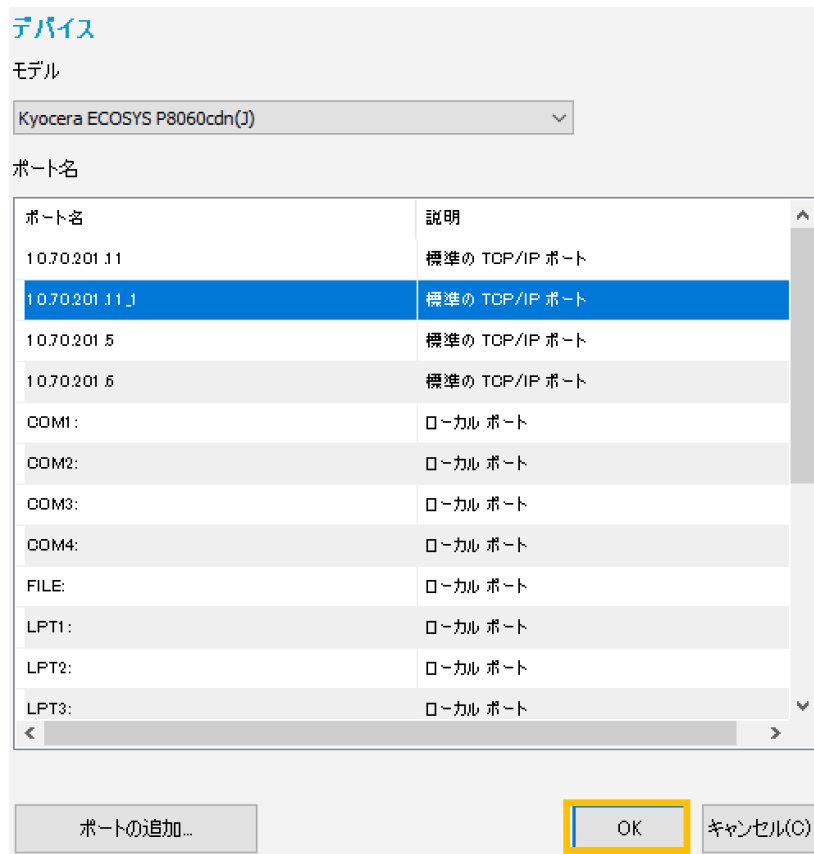 デバイス
モデル
Kyocera ECOSYS P8060cdn(J)
ポート名
ポート名 説明
10.70.201.11 標準の TCP/IP ポート
10.70.201.11_1 標準の TCP/IP ポート
10.70.201.5 標準の TCP/IP ポート
10.70.201.6 標準の TCP/IP ポート
COM1: ローカル ポート
COM2: ローカル ポート
COM3: ローカル ポート
COM4: ローカル ポート
FILE: ローカル ポート
LPT1: ローカル ポート
LPT2: ローカル ポート
LPT3: ローカル ポート
ポートの追加... OK キャンセル(C)